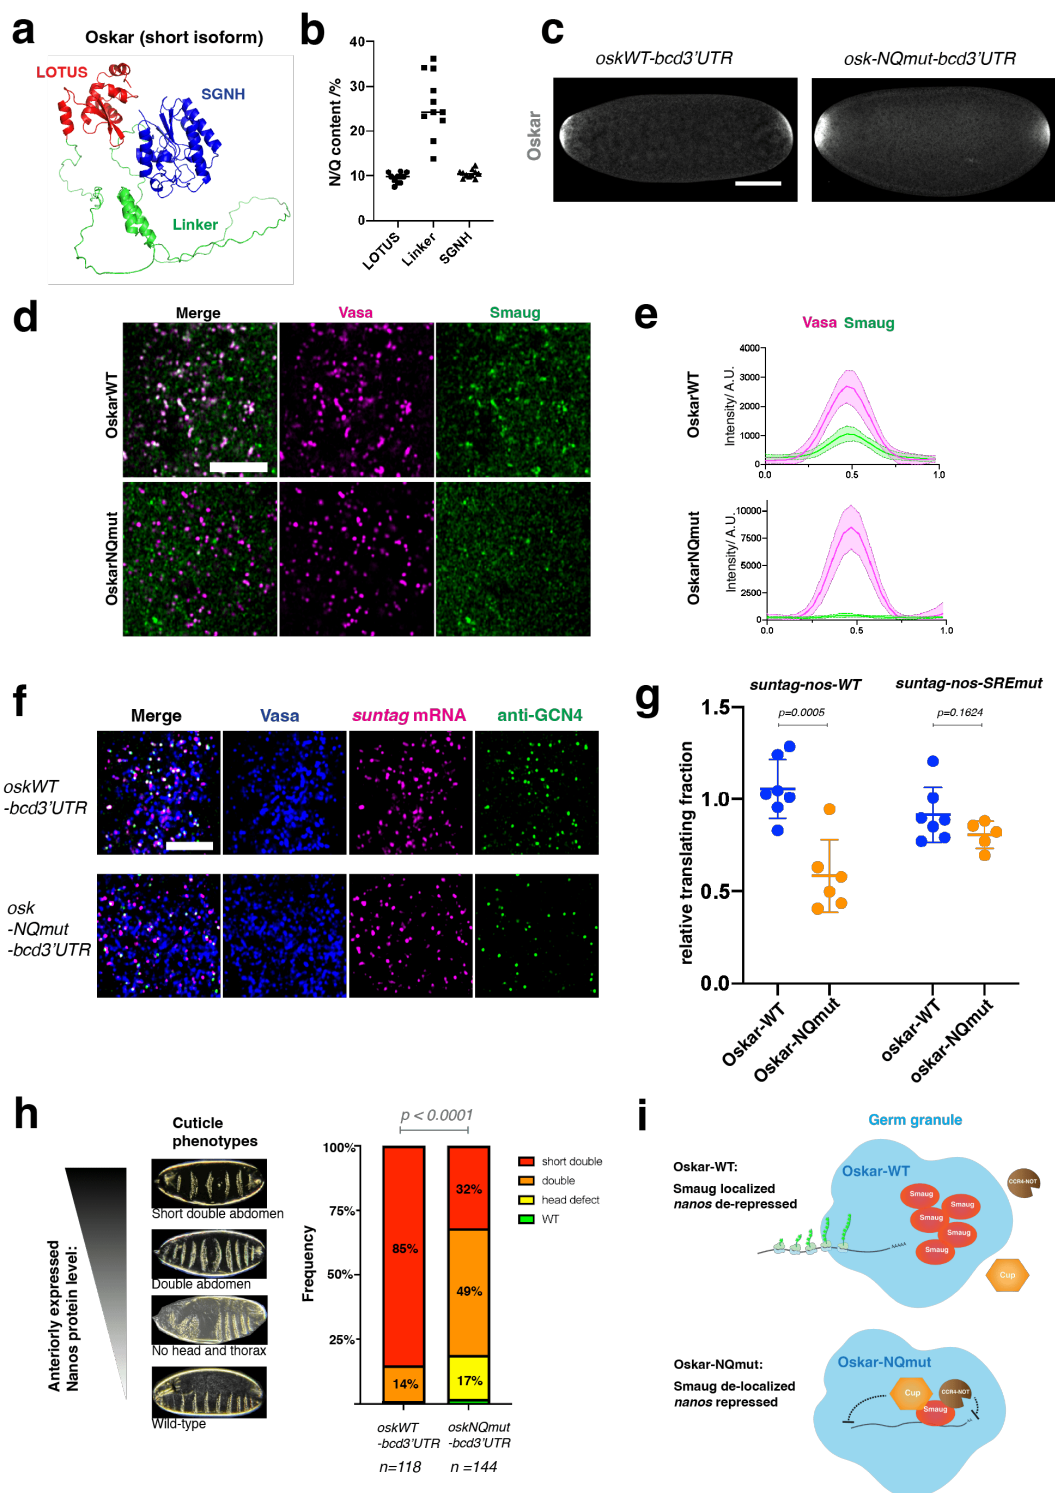 a
Oskar (short isoform)
LOTUS
SGNH
Linker
b
N/Q content /%
40
30
20
10
0
LOTUS
Linker
SGNH
c
oskWT-bcd3'UTR
osk-NQmut-bcd3'UTR
Oskar
d
Merge
Vasa
Smaug
OskarWT
OskarNQmut
e
Vasa Smaug
OskarWT
Intensity/ A.U.
4000
3000
2000
1000
0
0.0
0.5
1.0
OskarNQmut
Intensity/ A.U.
10000
7500
5000
2500
0
0.0
0.5
1.0
f
Merge
Vasa
suntag mRNA
anti-GCN4
oskWT
-bcd3'UTR
osk
-NQmut
-bcd3'UTR
g
suntag-nos-WT
suntag-nos-SREmut
p=0.0005
p=0.1624
relative translating fraction
1.5
1.0
0.5
0.0
Oskar-WT
Oskar-NQmut
oskar-WT
oskar-NQmut
h
Cuticle
phenotypes
Anteriorly expressed
Nanos protein level:
Short double abdomen
Double abdomen
No head and thorax
Wild-type
p < 0.0001
Frequency
100%
75%
50%
25%
85%
14%
32%
49%
17%
short double
double
head defect
WT
oskWT
-bcd3'UTR
n=118
oskNQmut
-bcd3'UTR
n =144
i
Germ granule
Oskar-WT:
Smaug localized
nanos de-repressed
Oskar-WT
Smaug
Smaug
Smaug
Smaug
Smaug
CCR4-NOT
AAAAA
Cup
Oskar-NQmut:
Smaug de-localized
nanos repressed
Oskar-NQmut
Cup
CCR4-NOT
Smaug